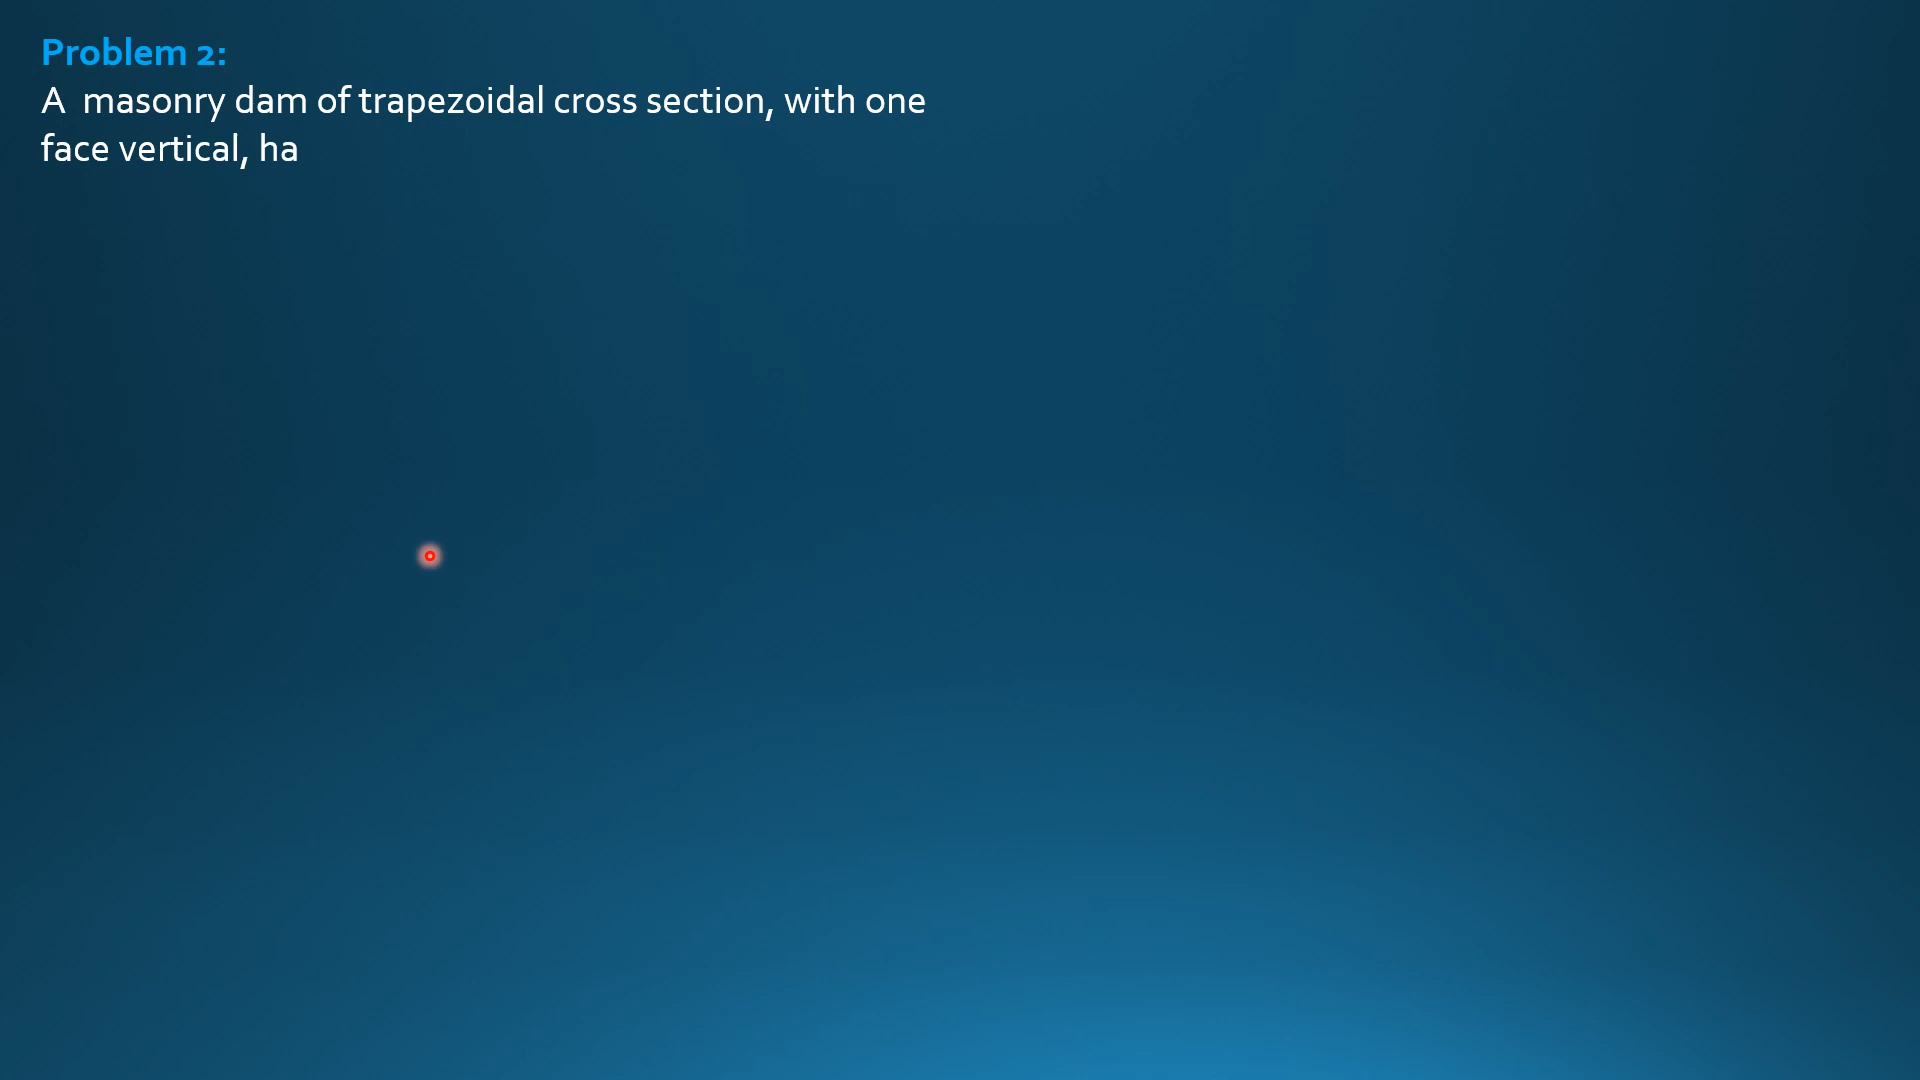 Problem 2:
A masonry dam of trapezoidal cross section, with one
face vertical, ha